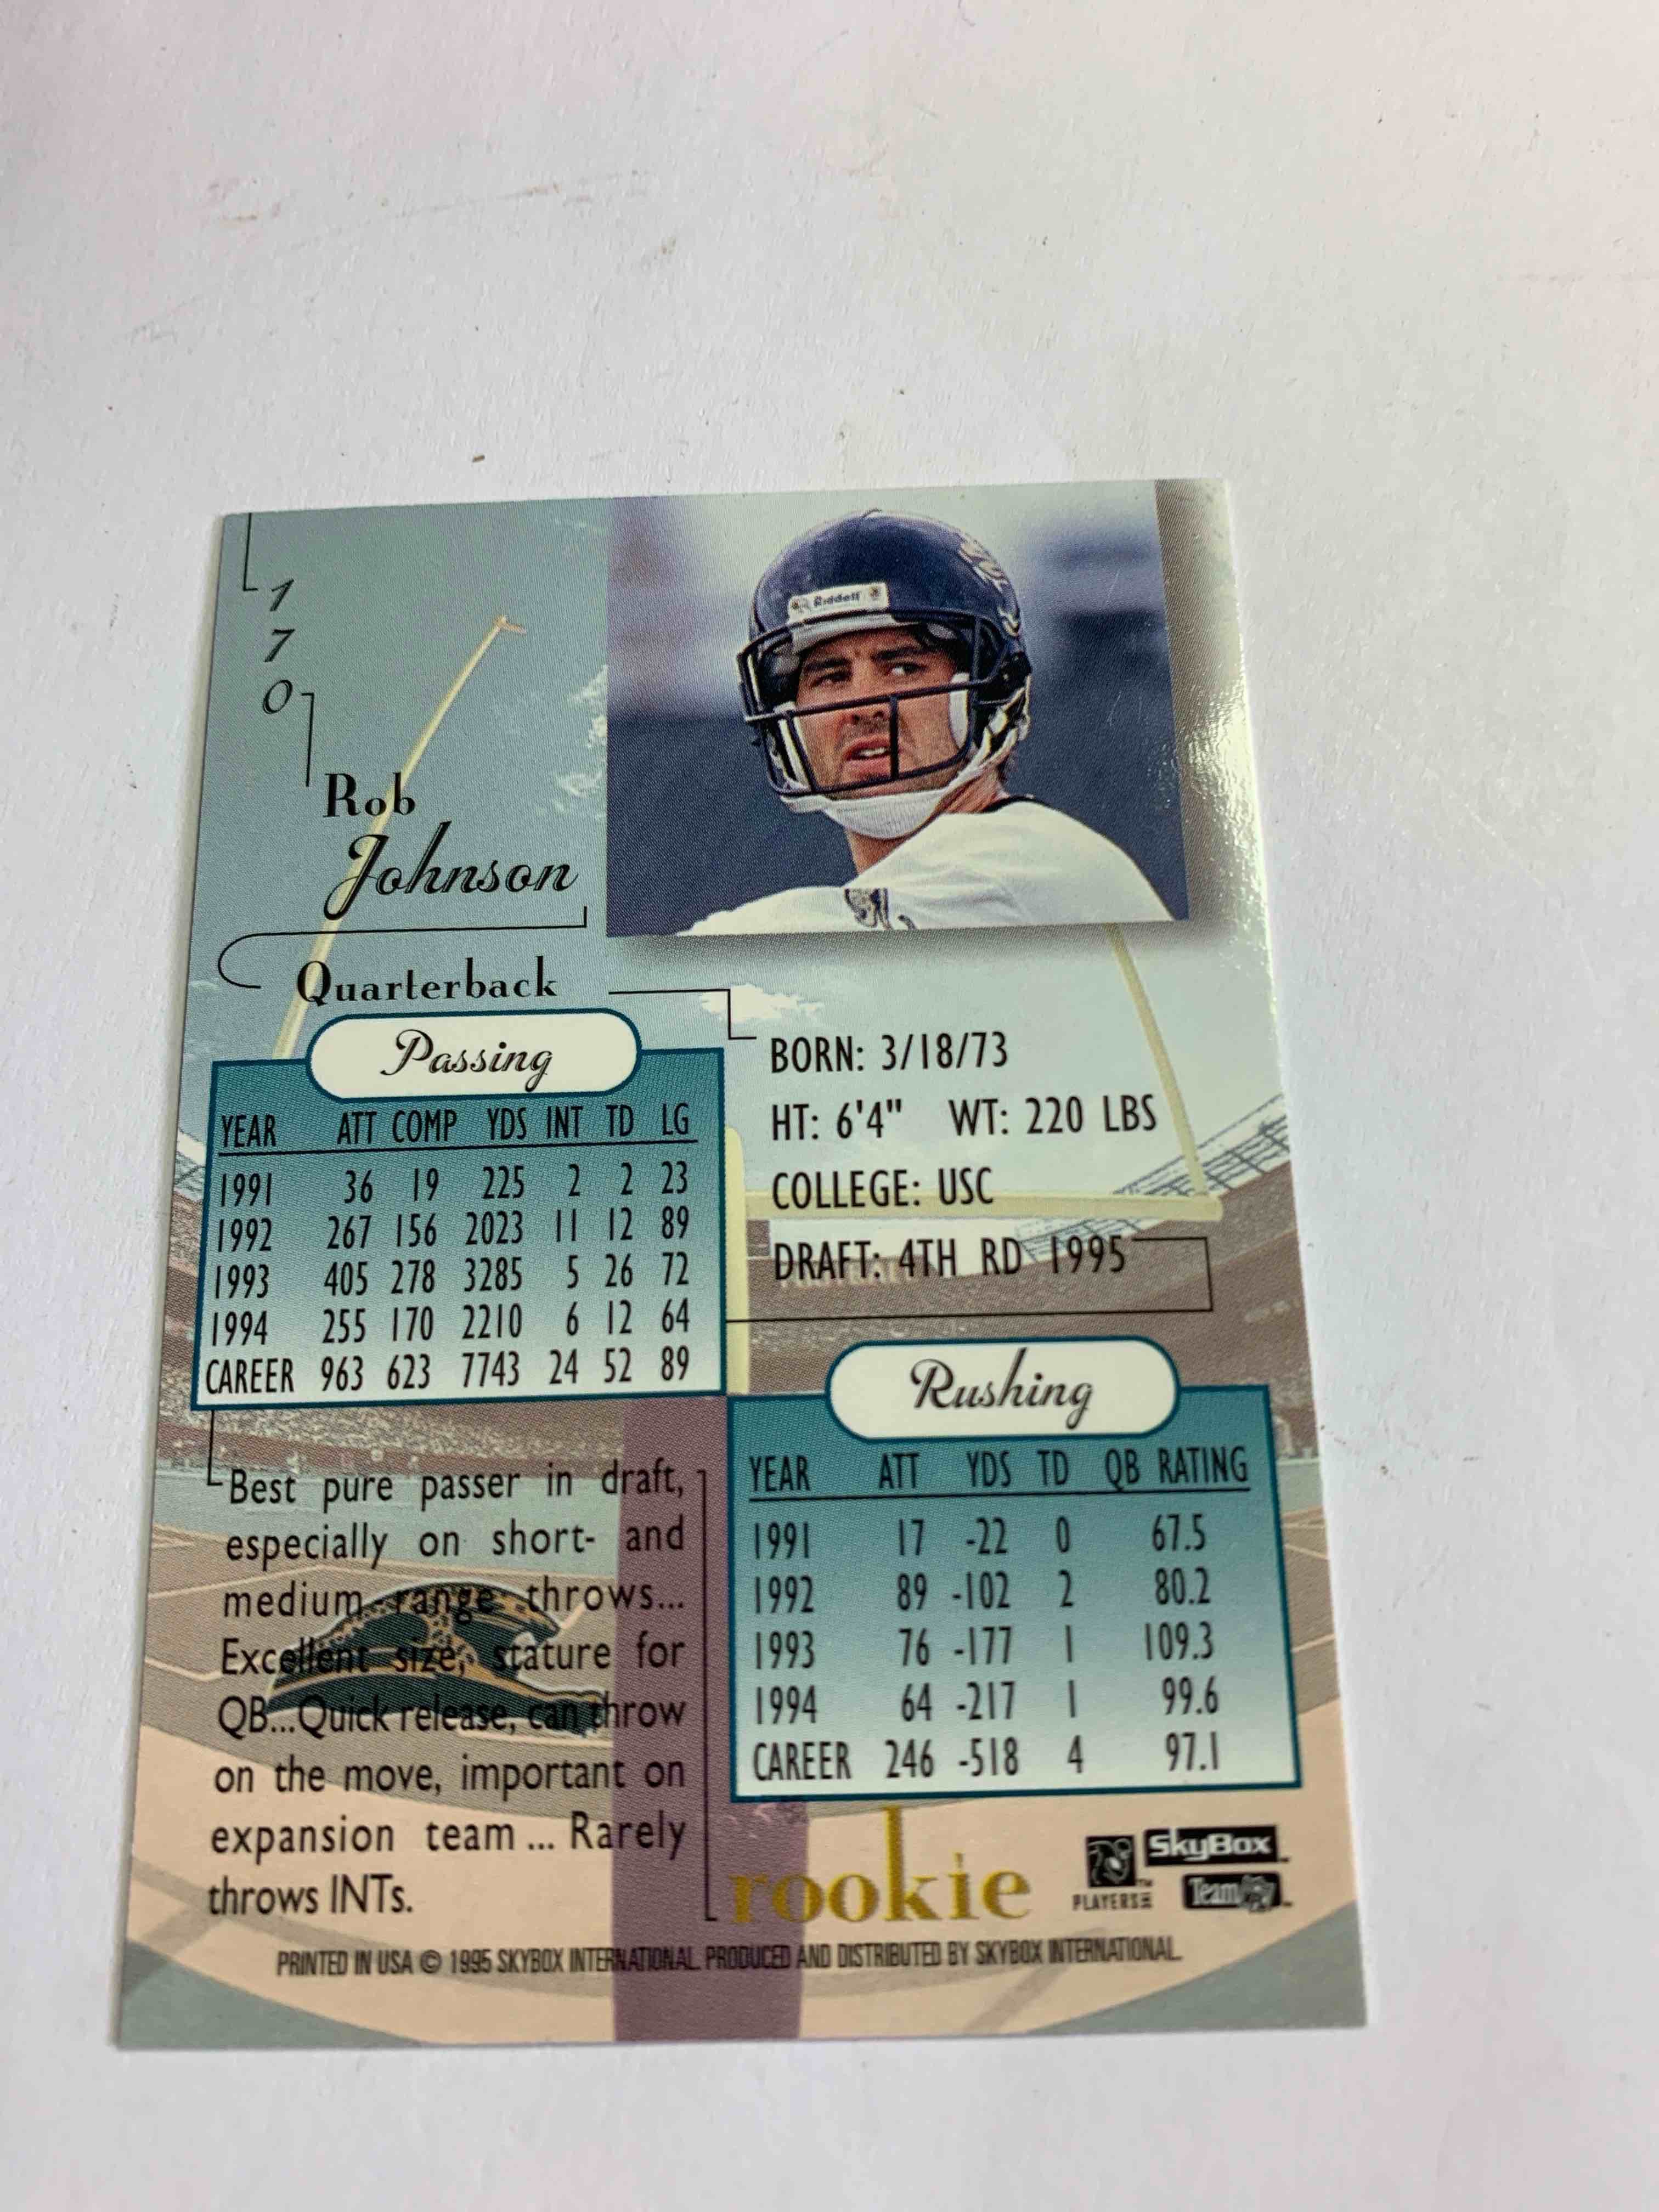 1
7
0
Riddell
Rob
Johnson
Quarterback
Passing
YEAR ATT COMP YDS INT TD LG
1991 36 19 225 2 2 23
1992 267 156 2023 11 12 89
1993 405 278 3285 5 26 72
1994 255 170 2210 6 12 64
CAREER 963 623 7743 24 52 89
BORN: 3/18/73
HT: 6'4" WT: 220 LBS
COLLEGE: USC
DRAFT: 4TH RD 1995
Rushing
YEAR ATT YDS TD QB RATING
1991 17 -22 0 67.5
1992 89 -102 2 80.2
1993 76 -177 1 109.3
1994 64 -217 1 99.6
CAREER 246 -518 4 97.1
Best pure passer in draft,
especially on short- and
medium range throws...
Excellent size, stature for
QB...Quick release, can throw
on the move, important on
expansion team ... Rarely
throws INTs.
rookie
PLAYERS
SkyBox™
Team
PRINTED IN USA © 1995 SKYBOX INTERNATIONAL. PRODUCED AND DISTRIBUTED BY SKYBOX INTERNATIONAL.